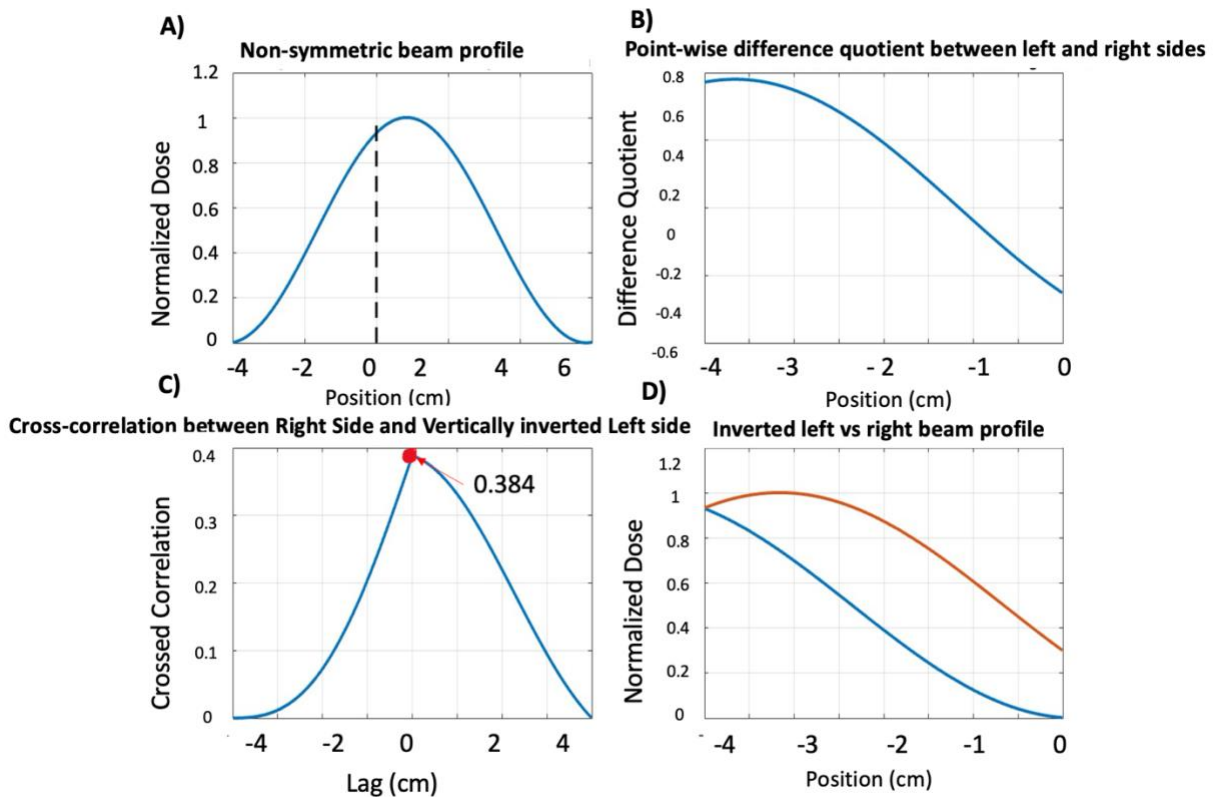 A)
Non-symmetric beam profile
Normalized Dose
1.2
1
0.8
0.6
0.4
0.2
0
-4 -2 0 2 4 6
Position (cm)
B)
Point-wise difference quotient between left and right sides
Difference Quotient
0.8
0.6
0.4
0.2
0
-0.2
-0.4
-0.6
-4 -3 -2 -1 0
Position (cm)
C)
Cross-correlation between Right Side and Vertically inverted Left side
Crossed Correlation
0.4
0.3
0.2
0.1
0
0.384
-4 -2 0 2 4
Lag (cm)
D)
Inverted left vs right beam profile
Normalized Dose
1.2
1
0.8
0.6
0.4
0.2
0
-4 -3 -2 -1 0
Position (cm)